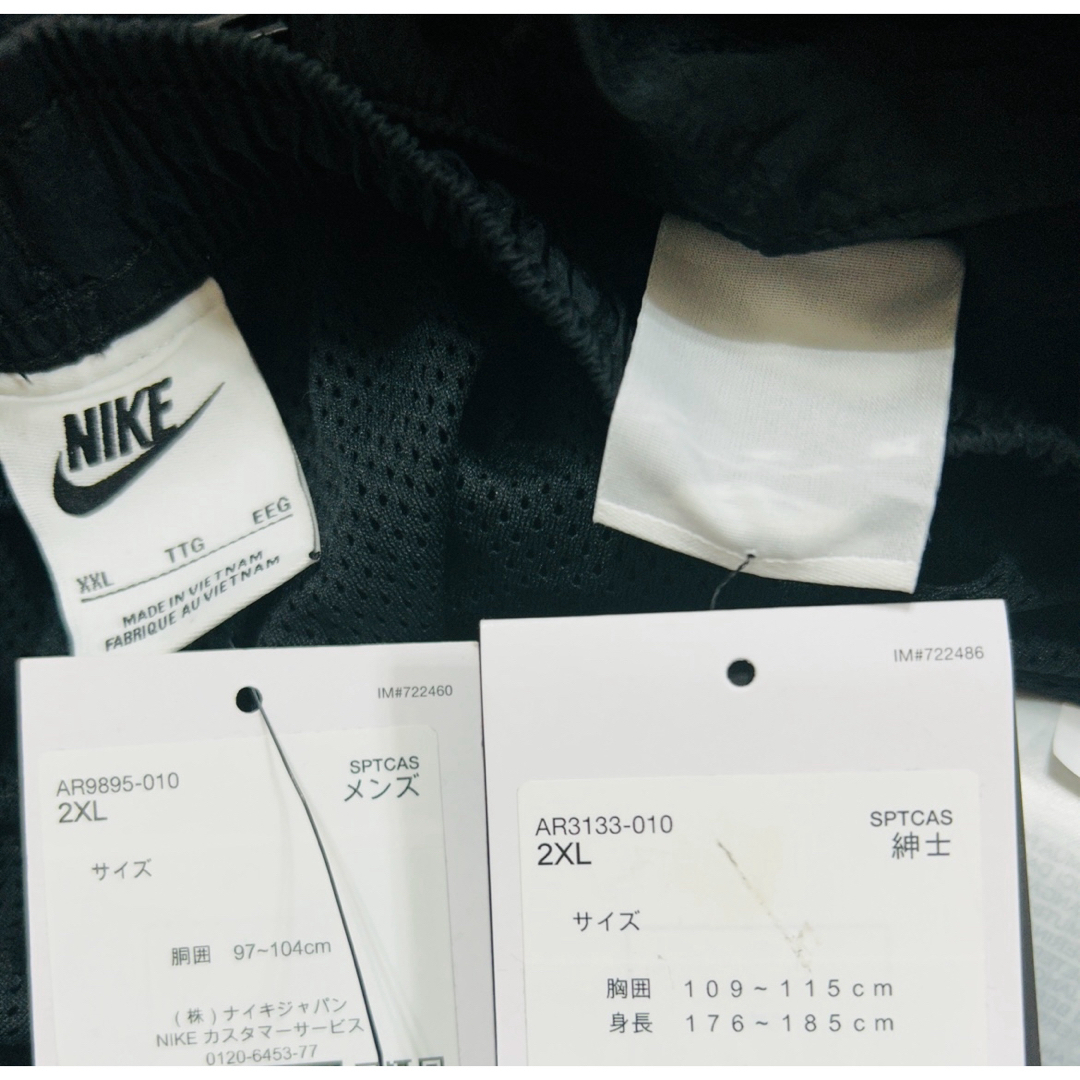 NIKE
XXL TTG EEG
MADE IN VIETNAM
FABRIQUE AU VIETNAM
IM#722460
AR9895-010
2XL
SPTCAS
メンズ
サイズ
胴囲 97~104cm
(株)ナイキジャパン
NIKE カスタマーサービス
0120-6453-77
IM#722486
AR3133-010
2XL
SPTCAS
紳士
サイズ
胸囲 109~115cm
身長 176~185cm